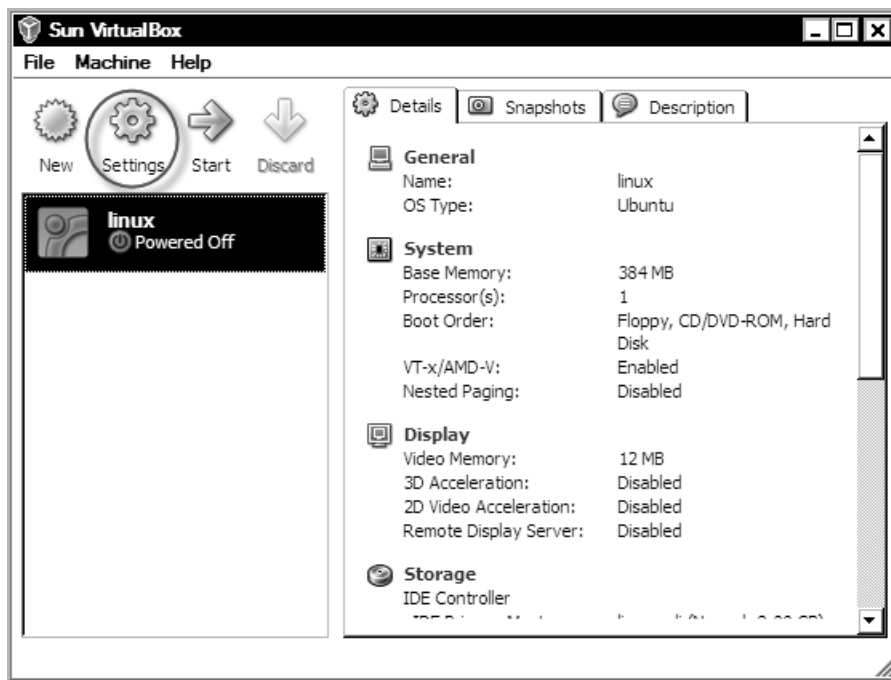 Sun VirtualBox
File Machine Help
New Settings Start Discard
linux
Powered Off
Details Snapshots Description
General
Name: linux
OS Type: Ubuntu
System
Base Memory: 384 MB
Processor(s): 1
Boot Order: Floppy, CD/DVD-ROM, Hard
Disk
VT-x/AMD-V: Enabled
Nested Paging: Disabled
Display
Video Memory: 12 MB
3D Acceleration: Disabled
2D Video Acceleration: Disabled
Remote Display Server: Disabled
Storage
IDE Controller